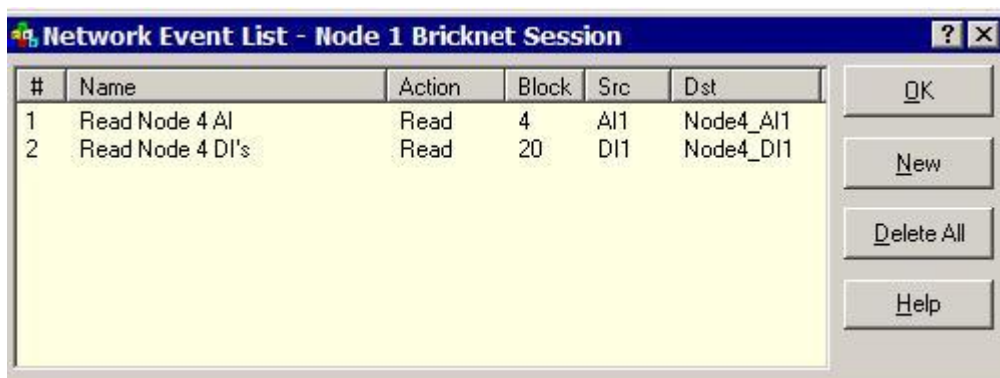 Network Event List - Node 1 Bricknet Session ? X
# Name Action Block Src Dst
1 Read Node 4 AI Read 4 AI1 Node4_AI1
2 Read Node 4 DI's Read 20 DI1 Node4_DI1
OK
New
Delete All
Help